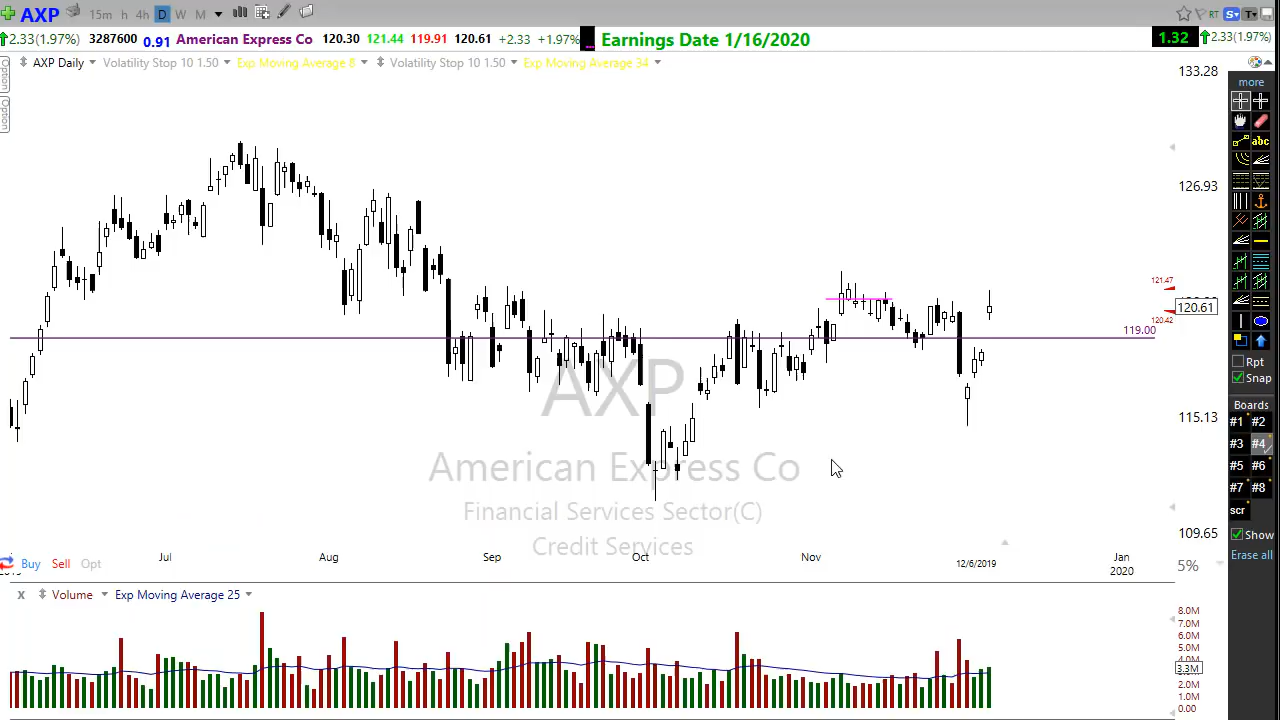 AXP 15m h 4h D W M RT S T
2.33(1.97%) 3287600 0.91 American Express Co 120.30 121.44 119.91 120.61 +2.33 +1.97% Earnings Date 1/16/2020 1.32 2.33(1.97%)
AXP Daily Volatility Stop 10 1.50 Exp Moving Average 8 Volatility Stop 10 1.50 Exp Moving Average 34
Option
Option
133.28
126.93
121.47
120.61
120.42
119.00
115.13
109.65
AXP
American Express Co
Financial Services Sector(C)
Credit Services
Jul Aug Sep Oct Nov 12/6/2019 Jan
2020
Buy Sell Opt 5%
x Volume Exp Moving Average 25
8.0M
7.0M
6.0M
5.0M
3.3M
2.0M
1.0M
0.00
more
abc
Rpt
Snap
Boards
#1 #2
#3 #4
#5 #6
#7 #8
scr
Show
Erase all